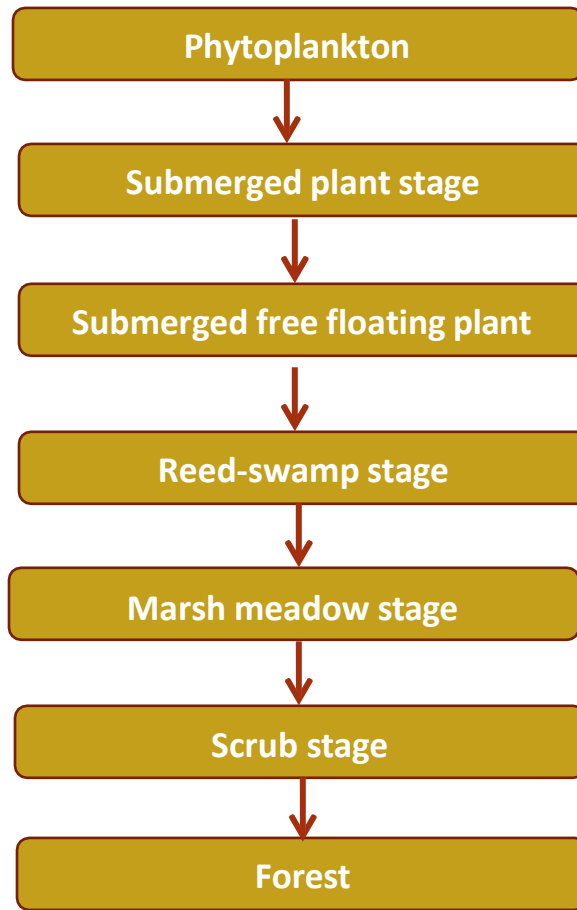 Phytoplankton
Submerged plant stage
Submerged free floating plant
Reed-swamp stage
Marsh meadow stage
Scrub stage
Forest